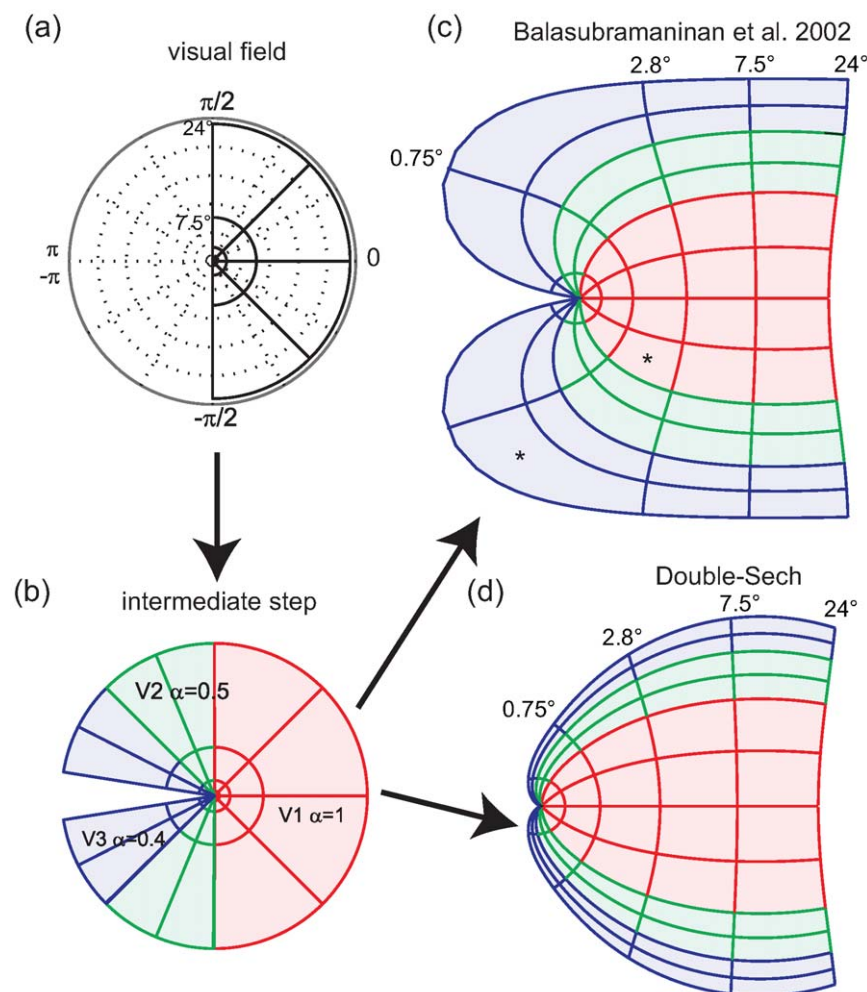 (a)
visual field
π/2
24°
7.5°
π
-π
0
-π/2
(c)
Balasubramaninan et al. 2002
2.8° 7.5° 24°
0.75°
*
*
(b)
intermediate step
V2 α=0.5
V1 α=1
V3 α=0.4
(d)
Double-Sech
7.5°
24°
2.8°
0.75°